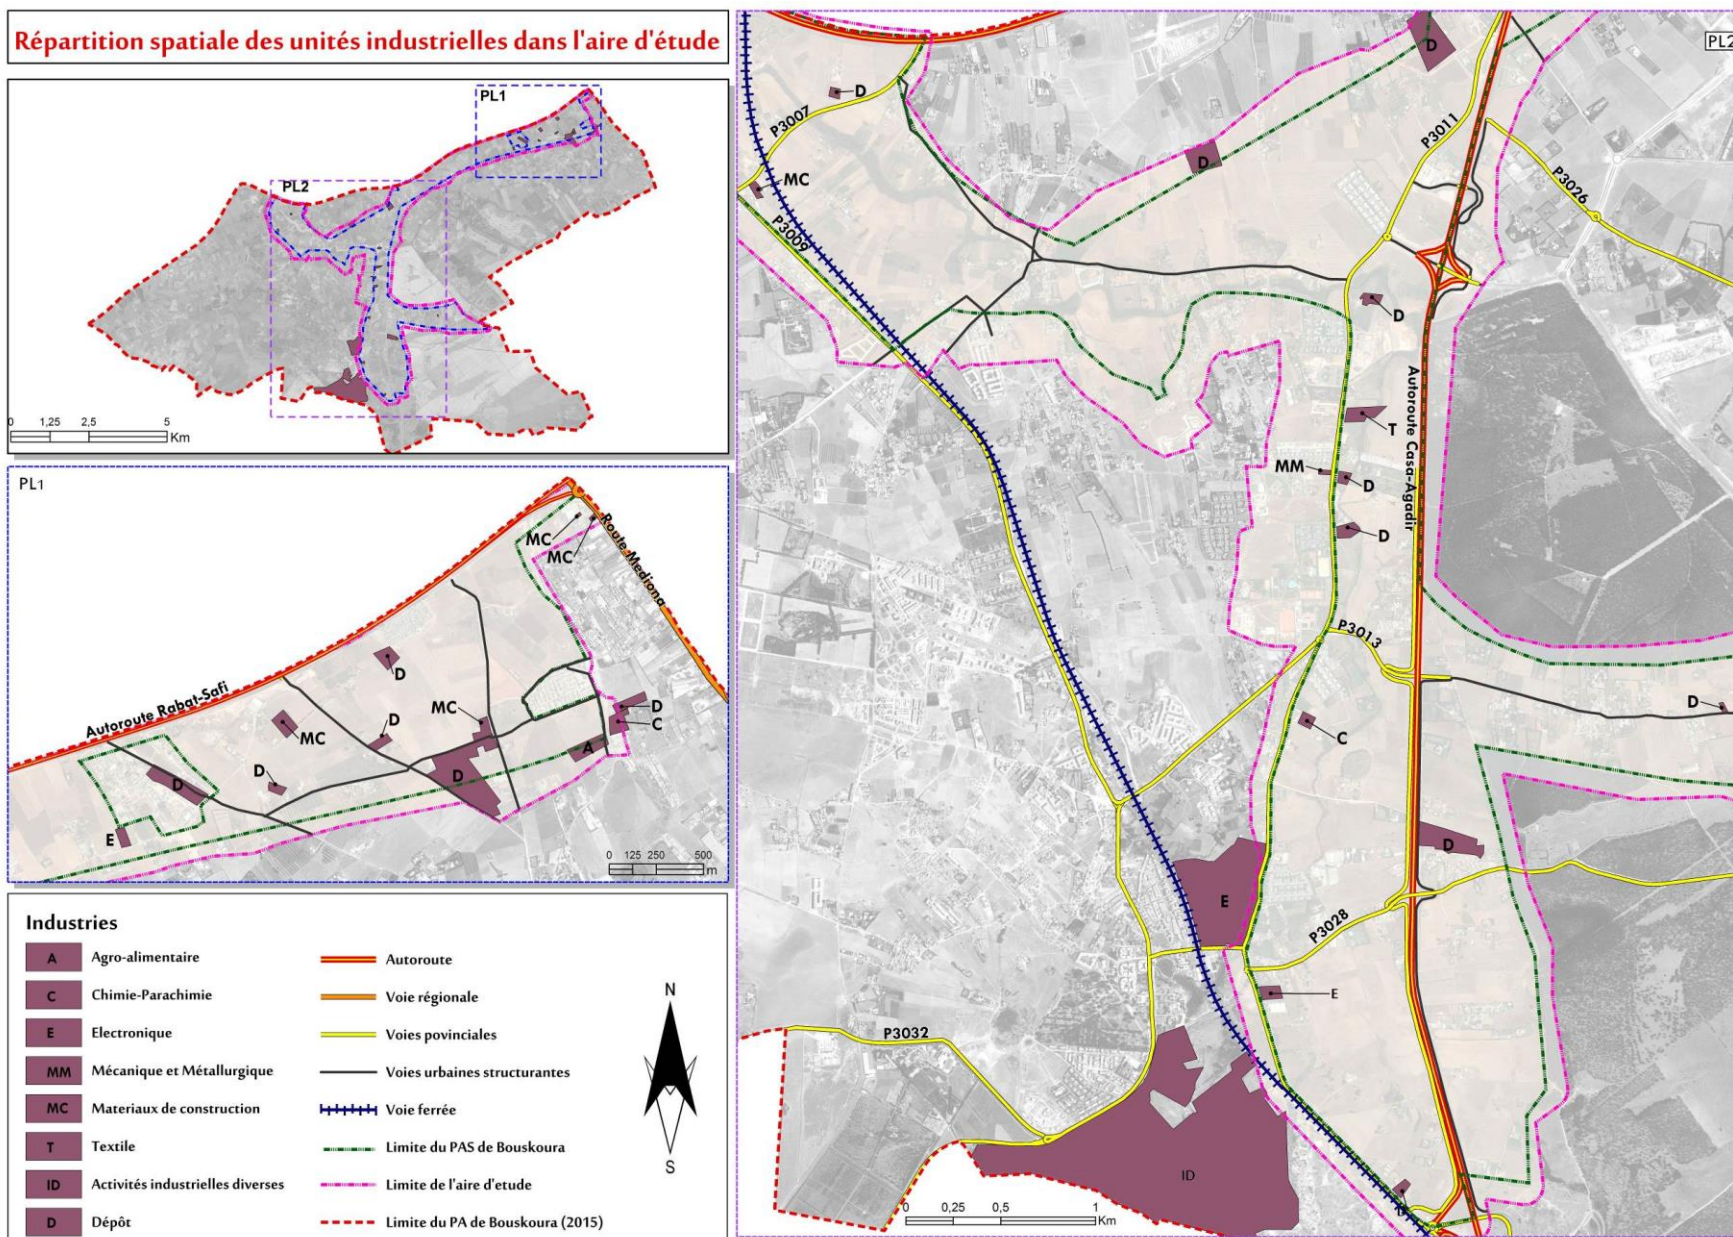 Répartition spatiale des unités industrielles dans l'aire d'étude
PL1
PL2
0 1,25 2,5 5
Km
PL1
MC
MC
Route Mediona
Autoroute Rabat-Safi
D
MC
D
MC
D
C
A
D
D
D
E
0 125 250 500
m
Industries
A Agro-alimentaire
C Chimie-Parachimie
E Electronique
MM Mécanique et Métallurgique
MC Materiaux de construction
T Textile
ID Activités industrielles diverses
D Dépôt
Autoroute
Voie régionale
Voies povinciales
Voies urbaines structurantes
Voie ferrée
Limite du PAS de Bouskoura
Limite de l'aire d'etude
Limite du PA de Bouskoura (2015)
N
S
PL2
D
D
P3007
P3011
D
MC
P3026
P3009
D
Autoroute Casa-Agadir
T
MM
D
D
P3013
D
C
D
E
P3028
E
P3032
ID
0 0,25 0,5 1
Km